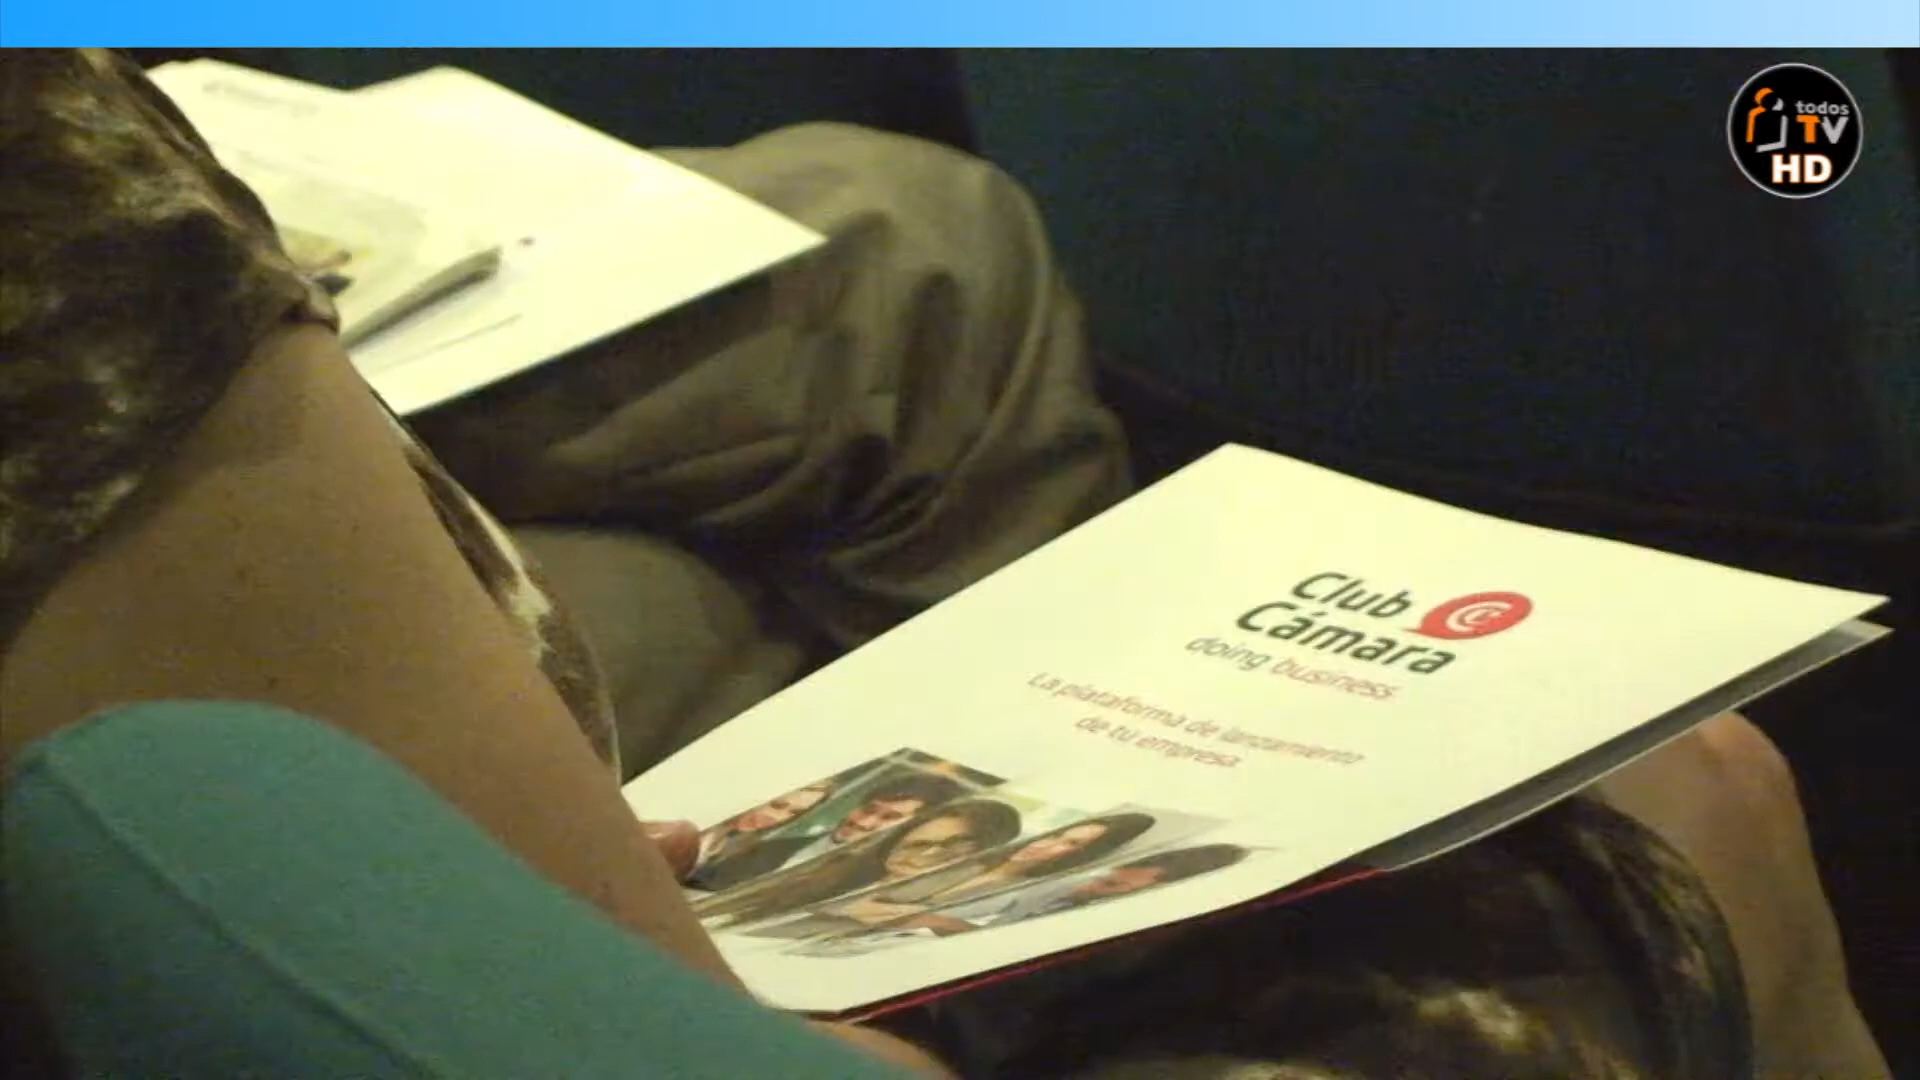 todos
TV
HD
Club
Cámara
doing business
La plataforma de lanzamiento
de tu empresa